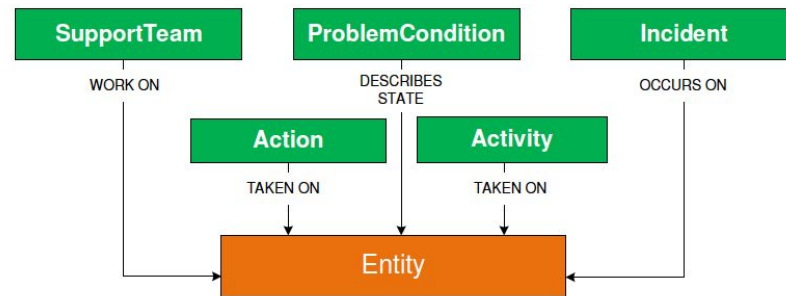 SupportTeam
ProblemCondition
Incident
WORK ON
DESCRIBES
STATE
OCCURS ON
Action
Activity
TAKEN ON
TAKEN ON
Entity